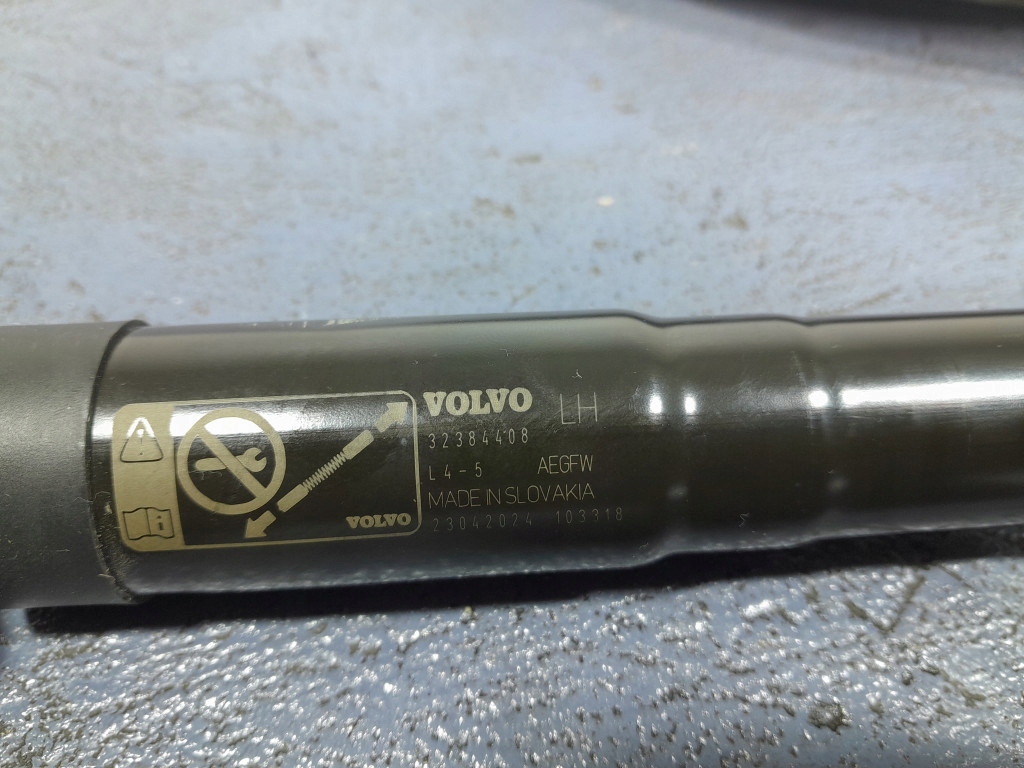 VOLVO LH
32384408
L4-5 AEGFW
MADE IN SLOVAKIA
23042024 103318
VOLVO